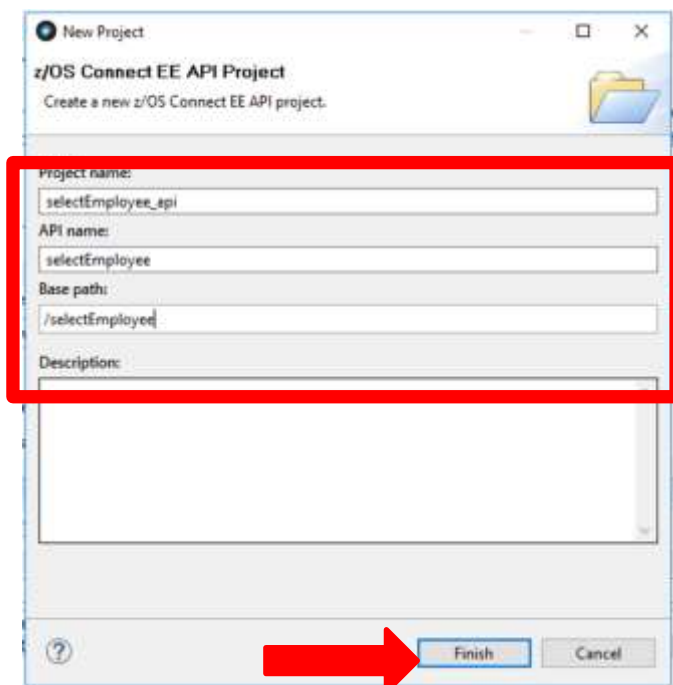 New Project
z/OS Connect EE API Project
Create a new z/OS Connect EE API project.
Project name:
selectEmployee_api
API name:
selectEmployee
Base path:
/selectEmployee
Description:
Finish
Cancel